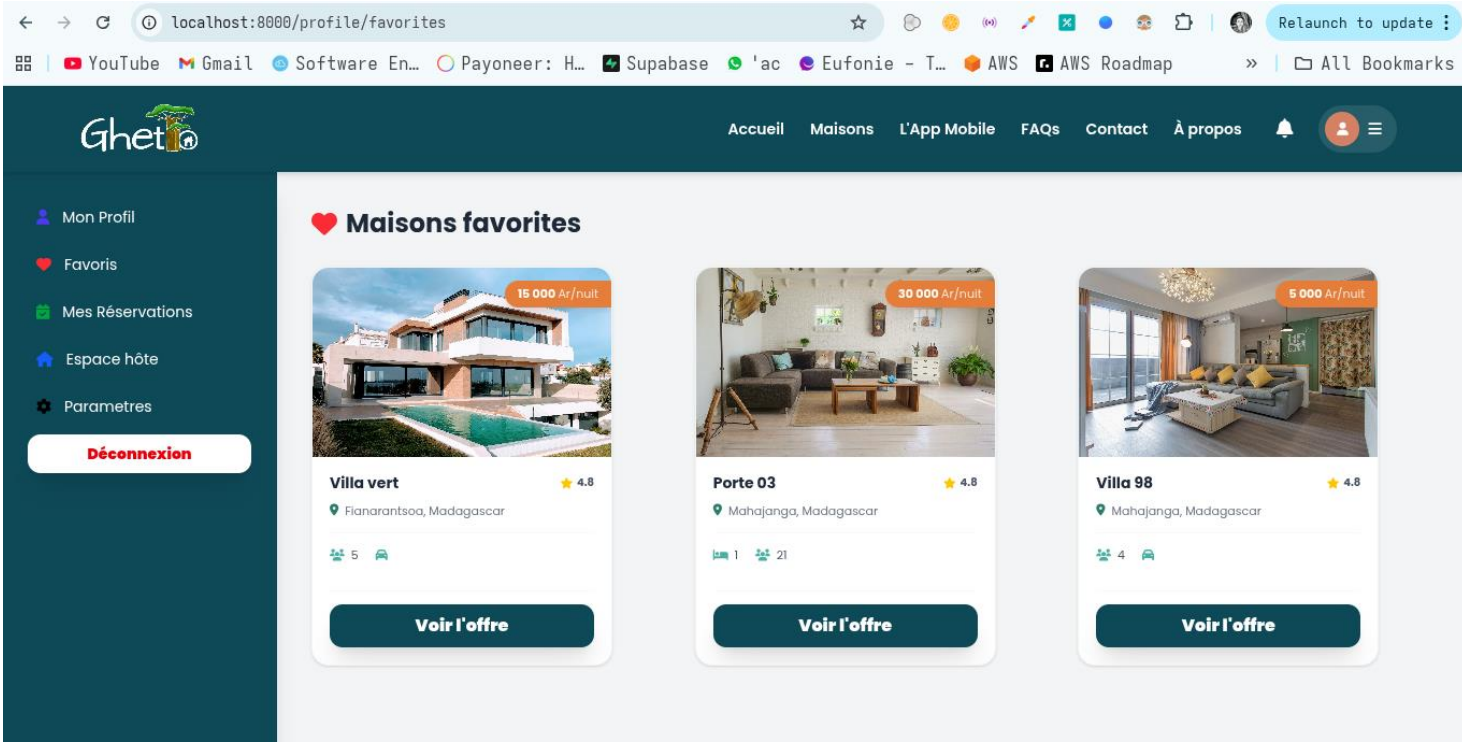 localhost:8000/profile/favorites
Relaunch to update
YouTube Gmail Software En… Payoneer: H… Supabase 'ac Eufonie – T… AWS AWS Roadmap » All Bookmarks
Ghetto
Accueil Maisons L'App Mobile FAQs Contact À propos
Mon Profil
Favoris
Mes Réservations
Espace hôte
Parametres
Déconnexion
Maisons favorites
15 000 Ar/nuit
30 000 Ar/nuit
5 000 Ar/nuit
Villa vert 4.8
Fianarantsoa, Madagascar
5
Voir l'offre
Porte 03 4.8
Mahajanga, Madagascar
1 21
Voir l'offre
Villa 98 4.8
Mahajanga, Madagascar
4
Voir l'offre